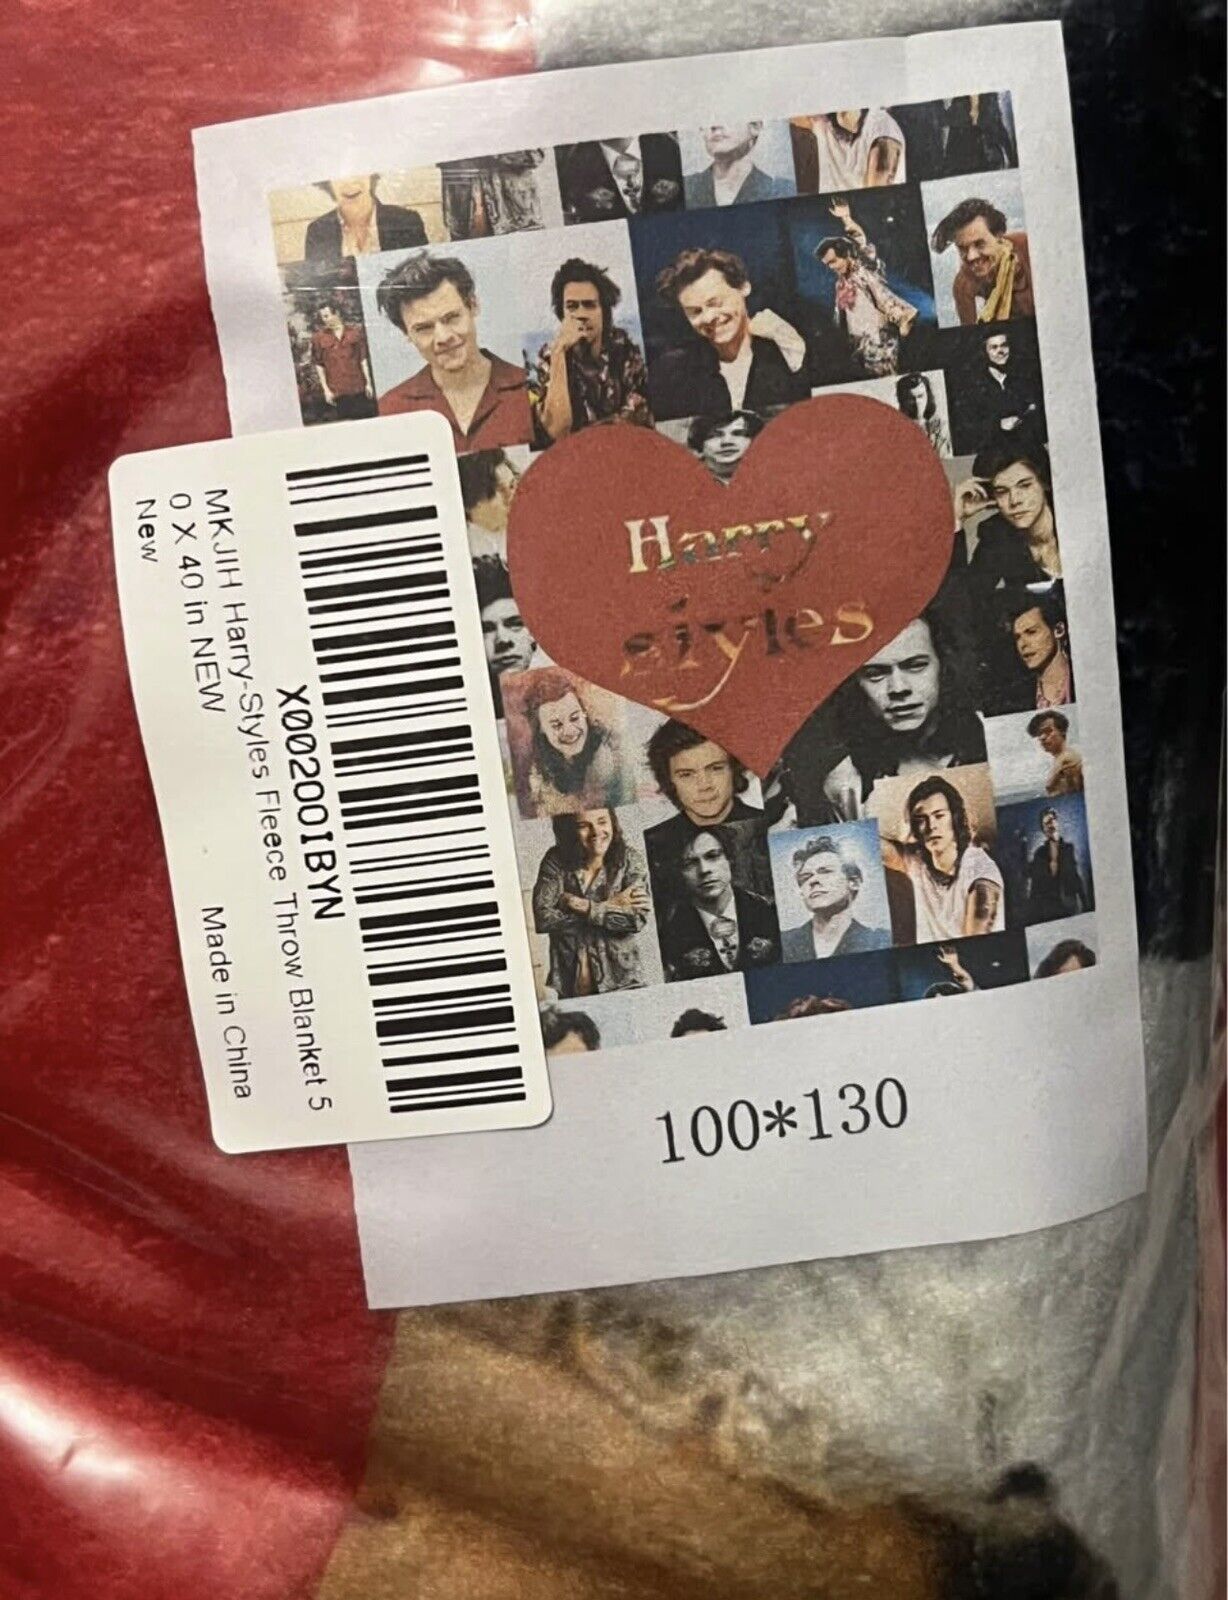 Harry
styles
100*130
X00200IBYN
MKJIH Harry-Styles Fleece Throw Blanket 5
0 X 40 in NEW
New
Made in China